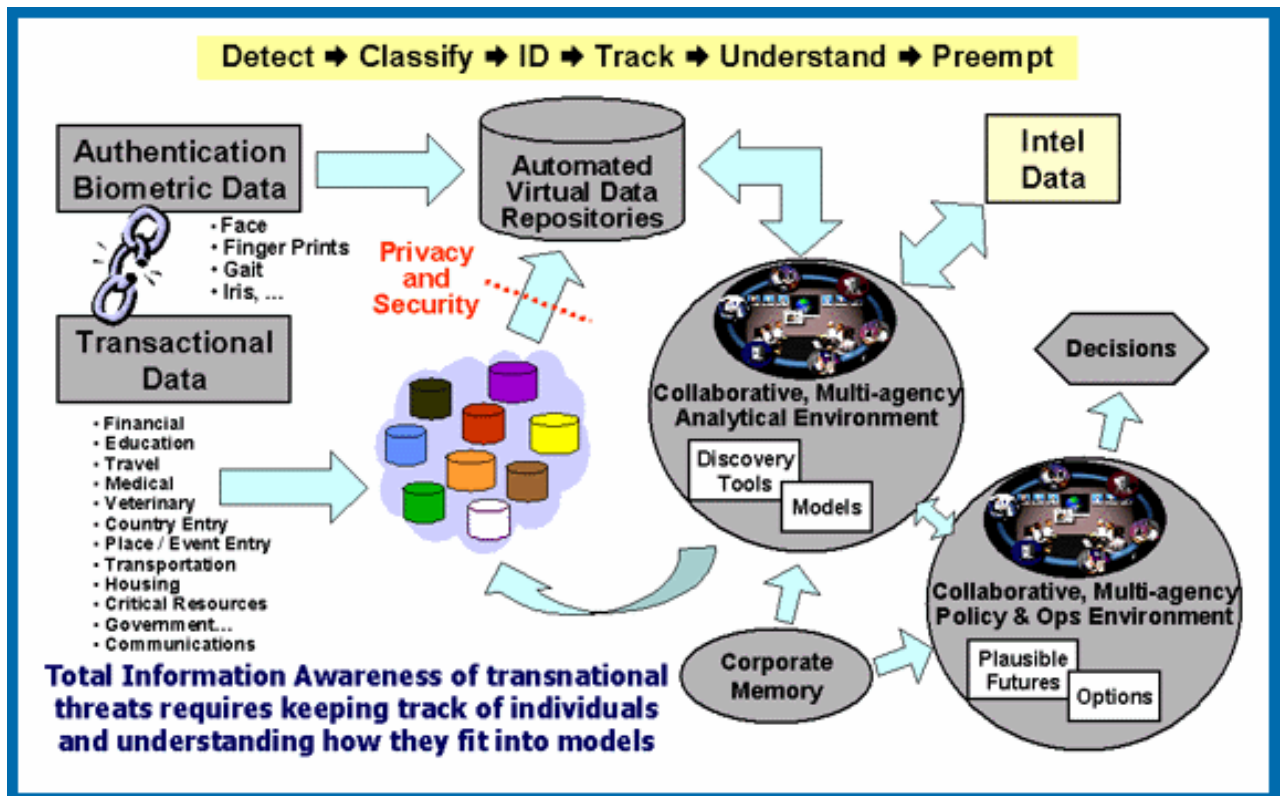 Detect ➡ Classify ➡ ID ➡ Track ➡ Understand ➡ Preempt
Authentication
Biometric Data
• Face
• Finger Prints
• Gait
• Iris, ...
Transactional
Data
• Financial
• Education
• Travel
• Medical
• Veterinary
• Country Entry
• Place / Event Entry
• Transportation
• Housing
• Critical Resources
• Government...
• Communications
Automated
Virtual Data
Repositories
Privacy
and
Security
Intel
Data
Collaborative, Multi-agency
Analytical Environment
Discovery
Tools
Models
Decisions
Collaborative, Multi-agency
Policy & Ops Environment
Plausible
Futures
Options
Corporate
Memory
Total Information Awareness of transnational
threats requires keeping track of individuals
and understanding how they fit into models